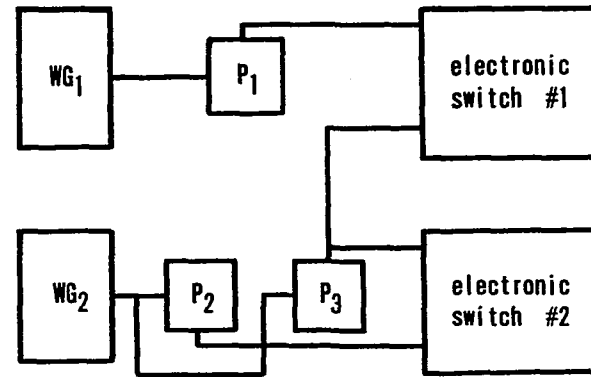 WG₁
P₁
electronic
switch #1
WG₂
P₂
P₃
electronic
switch #2